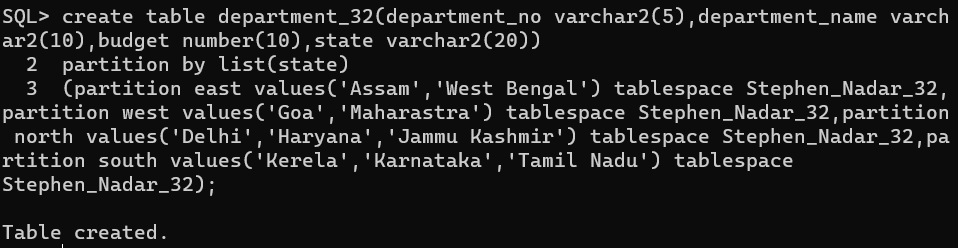 SQL> create table department_32(department_no varchar2(5),department_name varch
ar2(10),budget number(10),state varchar2(20))
  2  partition by list(state)
  3  (partition east values('Assam','West Bengal') tablespace Stephen_Nadar_32,
partition west values('Goa','Maharastra') tablespace Stephen_Nadar_32,partition
 north values('Delhi','Haryana','Jammu Kashmir') tablespace Stephen_Nadar_32,pa
rtition south values('Kerela','Karnataka','Tamil Nadu') tablespace
Stephen_Nadar_32);
Table created.